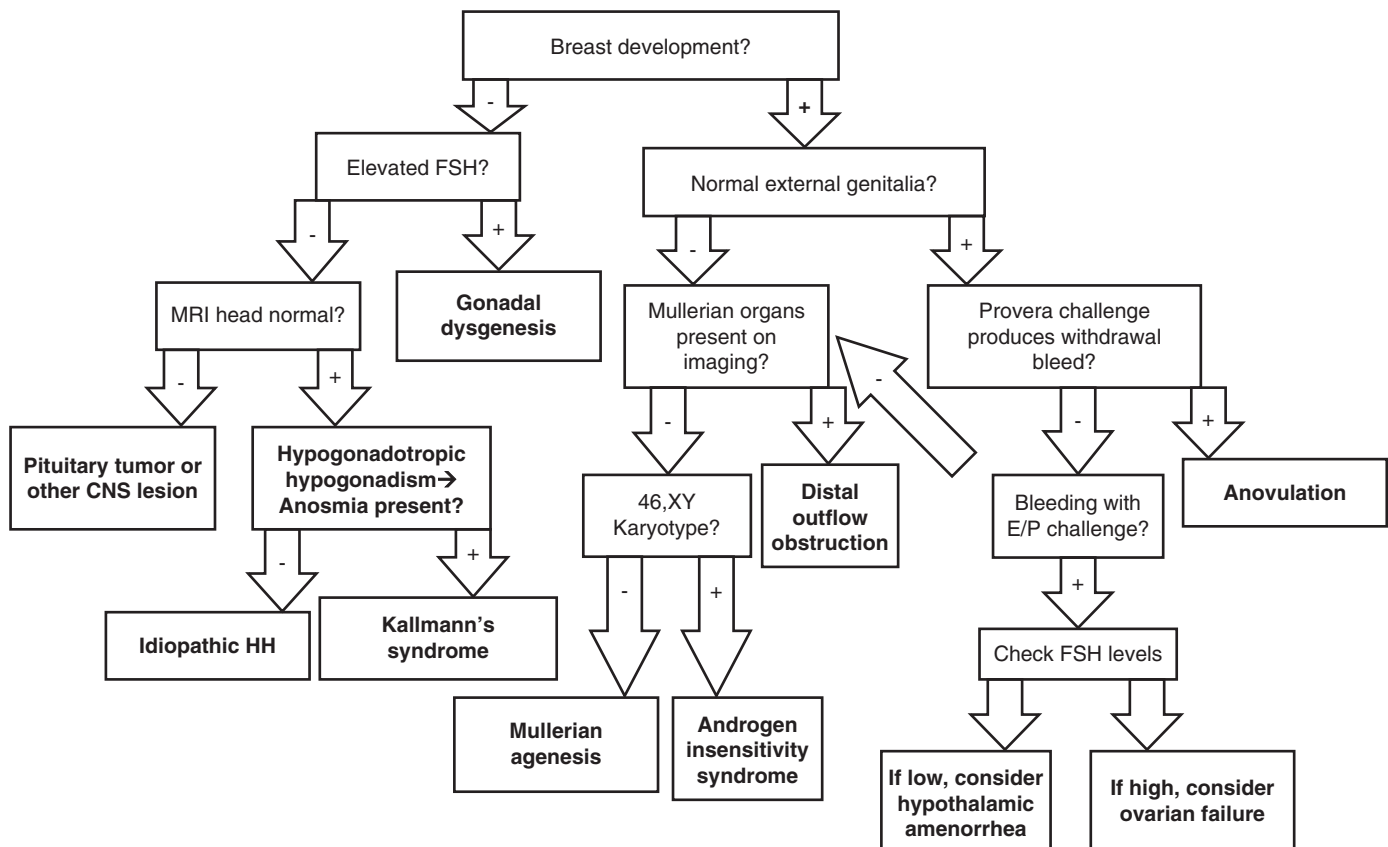 Breast development?
-
+
Elevated FSH?
Normal external genitalia?
-
+
-
+
MRI head normal?
Gonadal
dysgenesis
Mullerian organs
present on
imaging?
Provera challenge
produces withdrawal
bleed?
-
+
-
+
-
-
+
Pituitary tumor or
other CNS lesion
Hypogonadotropic
hypogonadism→
Anosmia present?
46,XY
Karyotype?
Distal
outflow
obstruction
Bleeding with
E/P challenge?
Anovulation
-
+
-
+
+
Idiopathic HH
Kallmann's
syndrome
Check FSH levels
Mullerian
agenesis
Androgen
insensitivity
syndrome
If low, consider
hypothalamic
amenorrhea
If high, consider
ovarian failure